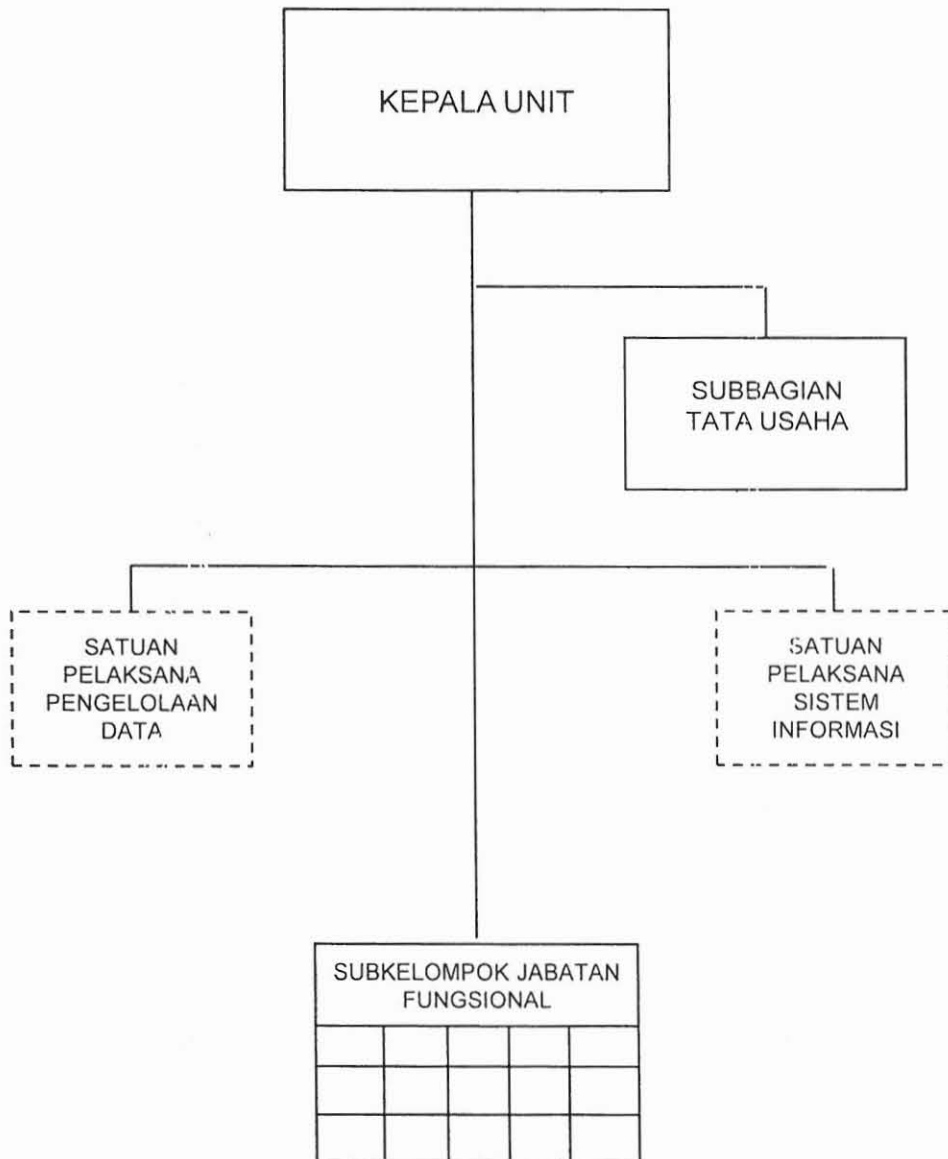 KEPALA UNIT
SUBBAGIAN
TATA USAHA
SATUAN
PELAKSANA
PENGELOLAAN
DATA
SATUAN
PELAKSANA
SISTEM
INFORMASI
SUBKELOMPOK JABATAN
FUNGSIONAL